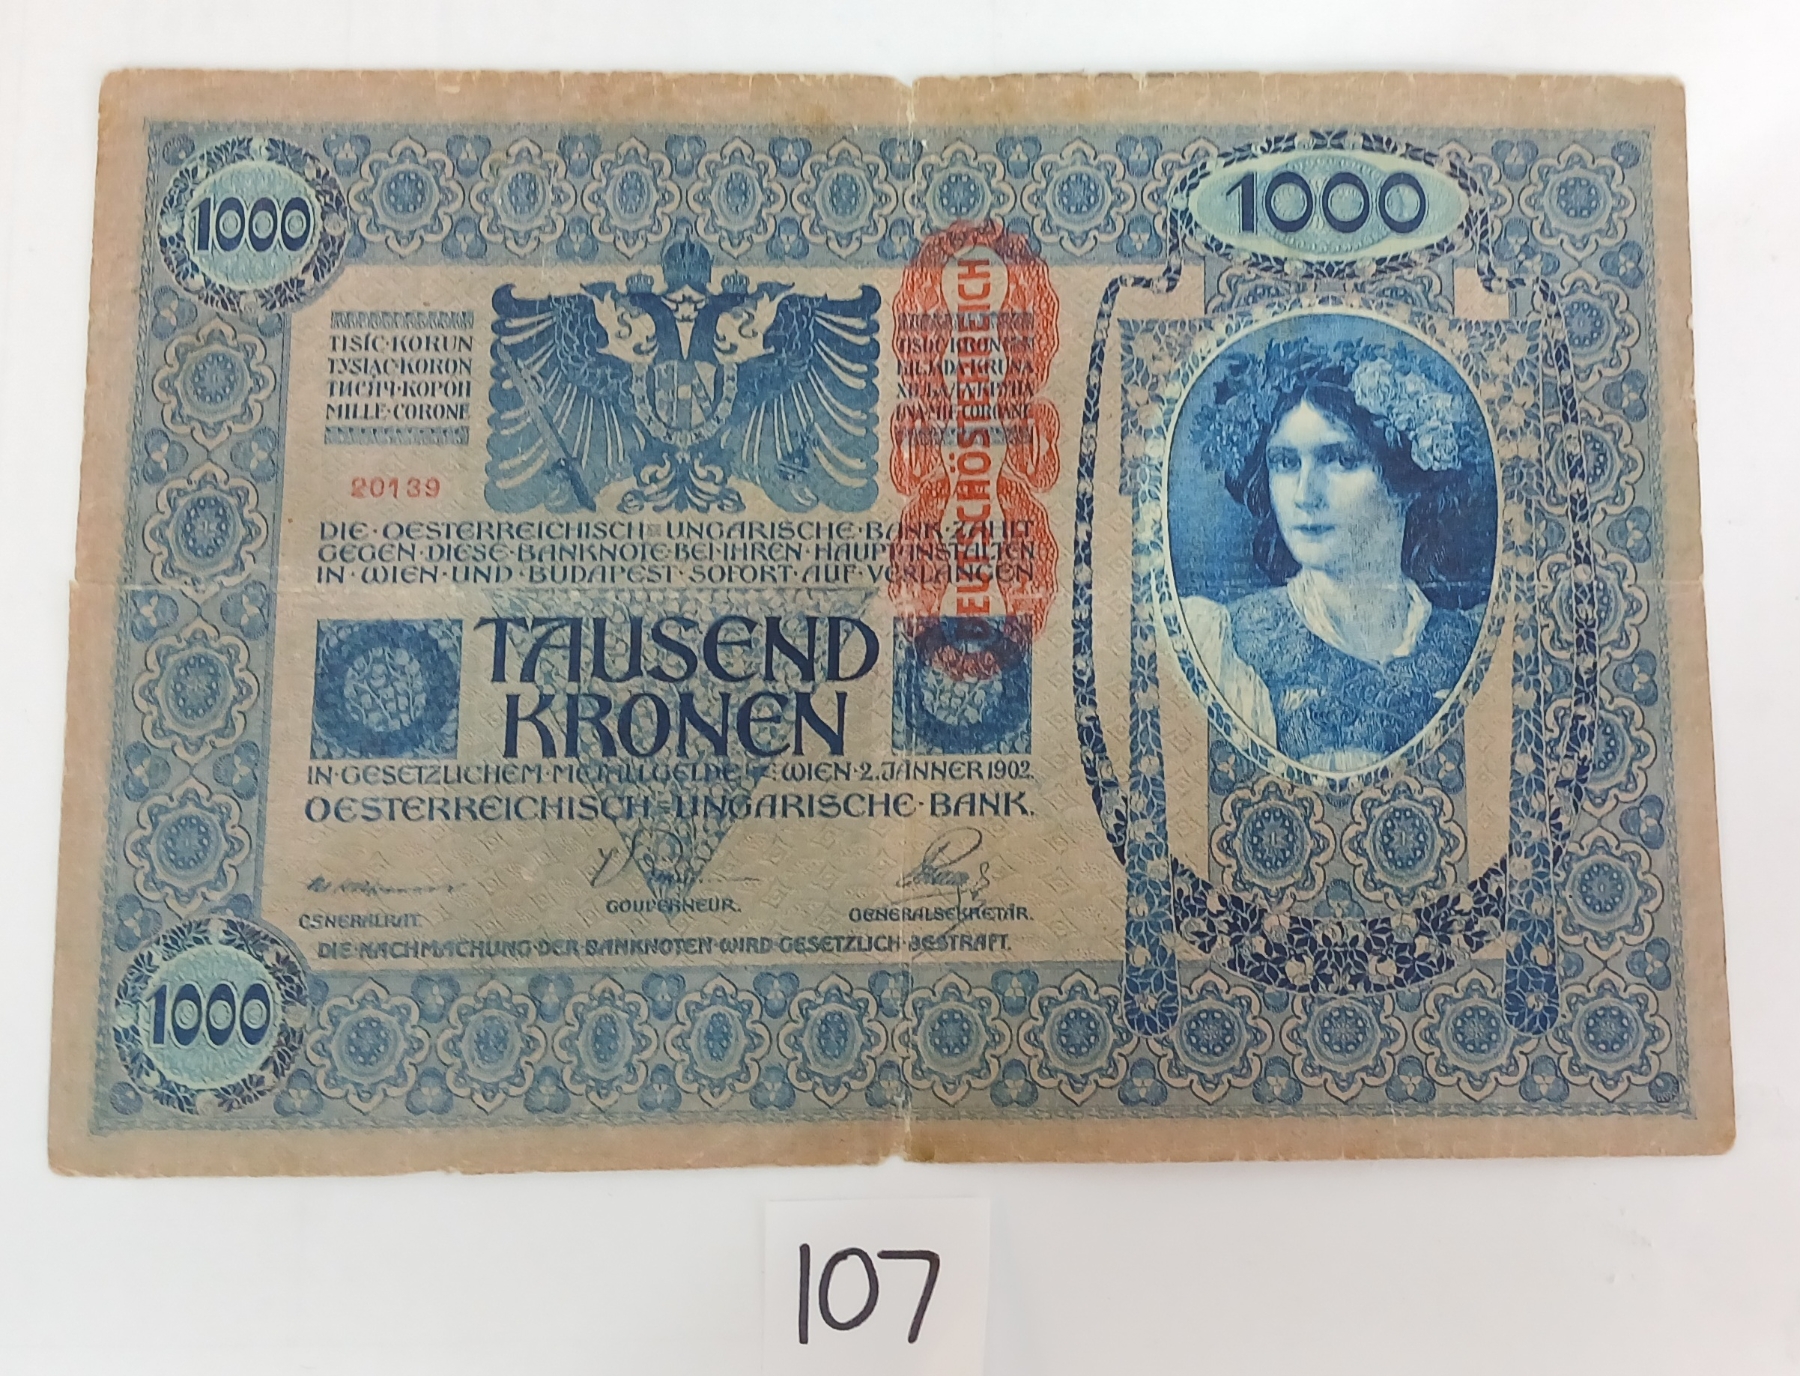 1000
1000
TISÍC·KORUN
TYSIĄC·KORON
ТИСЯЧ·КОРОН
MILLE·CORONE
DEUTSCHÖSTERREICH
20139
DIE·OESTERREICHISCH=UNGARISCHE·BANK·ZAHLT
GEGEN·DIESE·BANKNOTE·BEI·IHREN·HAUPTANSTALTEN
IN·WIEN·UND·BUDAPEST·SOFORT·AUF·VERLANGEN
TAUSEND
KRONEN
IN·GESETZLICHEM·METALLGELDE WIEN·2.JÄNNER 1902.
OESTERREICHISCH=UNGARISCHE·BANK.
GENERALRAT.
GOUVERNEUR.
GENERALSEKRETÄR.
DIE·NACHMACHUNG·DER·BANKNOTEN·WIRD·GESETZLICH·BESTRAFT.
1000
107